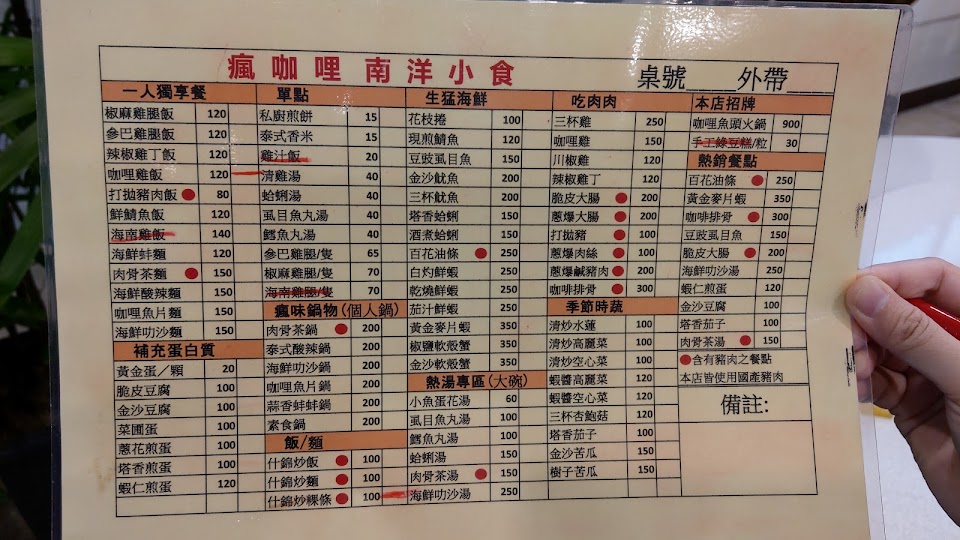 瘋咖哩南洋小食
桌號____外帶____
一人獨享餐
椒麻雞腿飯 120
參巴雞腿飯 120
辣椒雞丁飯 120
咖哩雞飯 120
打拋豬肉飯 80
鮮鯖魚飯 120
海南雞飯 140
海鮮蚌麵 120
肉骨茶麵 150
海鮮酸辣麵 150
咖哩魚片麵 150
海鮮叻沙麵 150
補充蛋白質
黃金蛋/顆 20
脆皮豆腐 100
金沙豆腐 100
菜圃蛋 100
蔥花煎蛋 100
塔香煎蛋 100
蝦仁煎蛋 120
單點
私廚煎餅 15
泰式香米 15
雞汁飯 20
清雞湯 40
蛤蜊湯 40
虱目魚丸湯 40
鱈魚丸湯 40
參巴雞腿/隻 65
椒麻雞腿/隻 70
海南雞腿/隻 70
瘋味鍋物(個人鍋)
肉骨茶鍋 200
泰式酸辣鍋 200
海鮮叻沙鍋 200
咖哩魚片鍋 200
蒜香蚌蚌鍋 200
素食鍋 200
飯/麵
什錦炒飯 100
什錦炒麵 100
什錦炒粿條 100
生猛海鮮
花枝捲 100
現煎鯖魚 120
豆豉虱目魚 150
金沙魷魚 200
三杯魷魚 200
塔香蛤蜊 150
酒煮蛤蜊 150
百花油條 250
白灼鮮蝦 250
乾燒鮮蝦 250
茄汁鮮蝦 250
黃金麥片蝦 350
椒鹽軟殼蟹 350
金沙軟殼蟹 350
熱湯專區(大碗)
小魚蛋花湯 60
虱目魚丸湯 100
鱈魚丸湯 100
蛤蜊湯 150
肉骨茶湯 150
海鮮叻沙湯 250
吃肉肉
三杯雞 250
咖哩雞 150
川椒雞 120
辣椒雞丁 120
脆皮大腸 200
蔥爆大腸 200
打拋豬 100
蔥爆肉絲 100
蔥爆鹹豬肉 200
咖啡排骨 300
季節時蔬
清炒水蓮 100
清炒高麗菜 100
清炒空心菜 100
蝦醬高麗菜 120
蝦醬空心菜 120
三杯杏鮑菇 120
塔香茄子 100
金沙苦瓜 150
樹子苦瓜 150
本店招牌
咖哩魚頭火鍋 900
手工綠豆糕/粒 30
熱銷餐點
百花油條 250
黃金麥片蝦 350
咖啡排骨 300
豆豉虱目魚 150
脆皮大腸 200
海鮮叻沙湯 250
蝦仁煎蛋 120
金沙豆腐 100
塔香茄子 100
肉骨茶湯 150
含有豬肉之餐點
本店皆使用國產豬肉
備註: